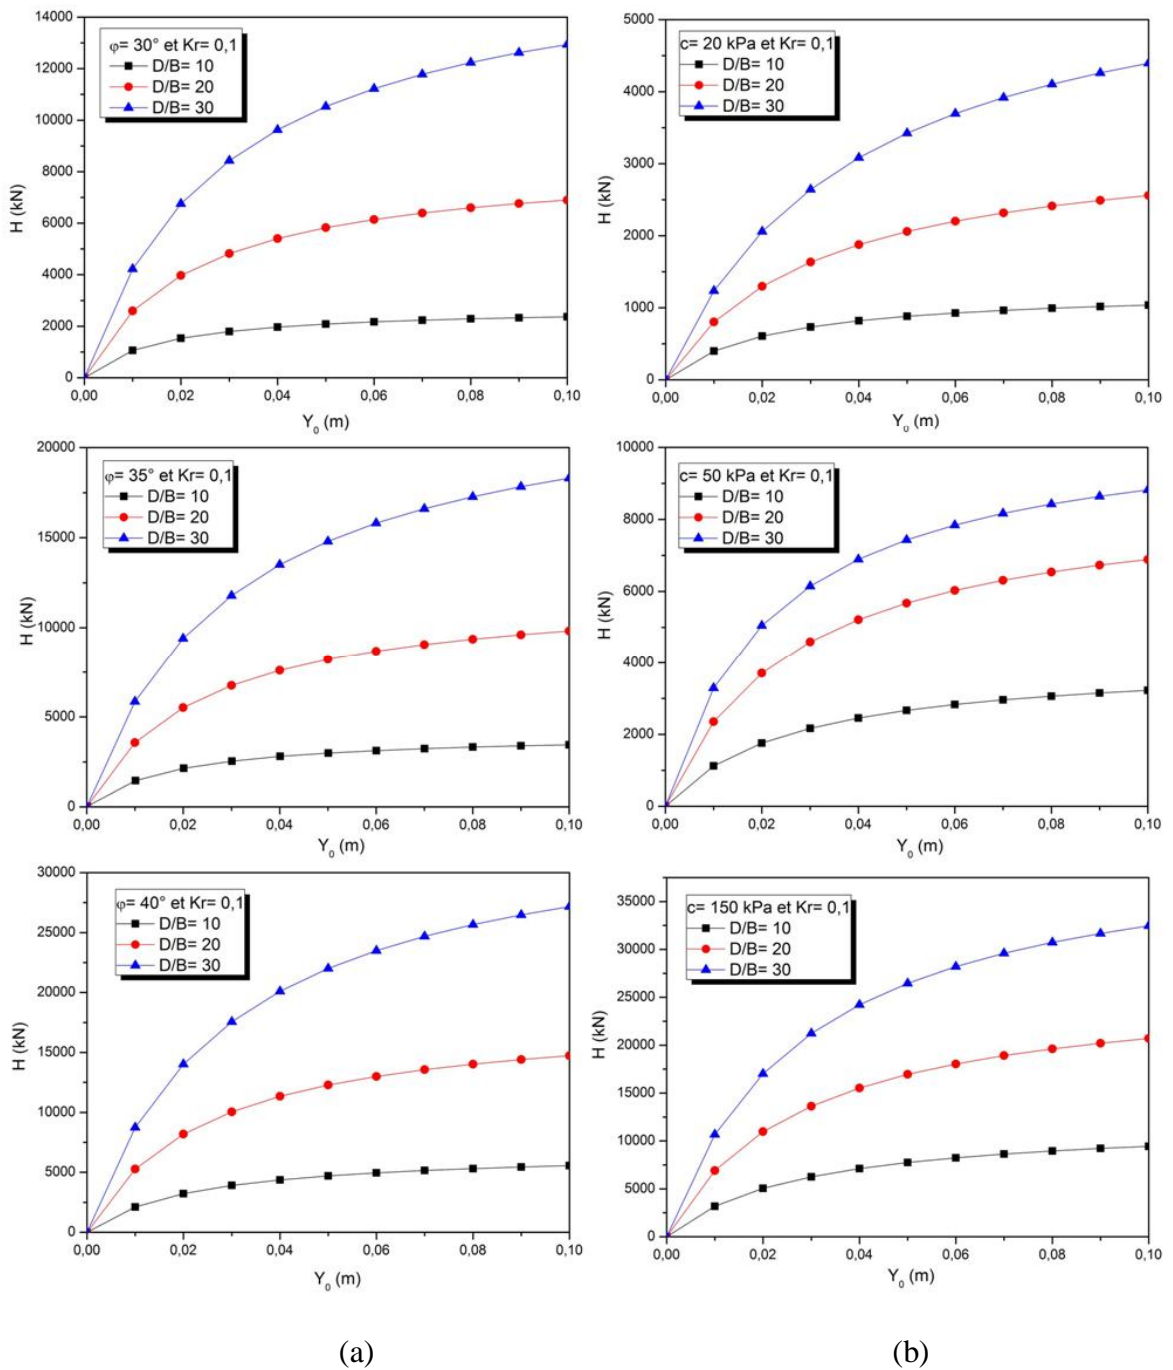 14000
12000
10000
8000
6000
4000
2000
0
H (kN)
φ= 30° et Kr= 0,1
D/B= 10
D/B= 20
D/B= 30
0,00 0,02 0,04 0,06 0,08 0,10
Y0 (m)
5000
4000
3000
2000
1000
0
H (kN)
c= 20 kPa et Kr= 0,1
D/B= 10
D/B= 20
D/B= 30
0,00 0,02 0,04 0,06 0,08 0,10
Y0 (m)
20000
15000
10000
5000
0
H (kN)
φ= 35° et Kr= 0,1
D/B= 10
D/B= 20
D/B= 30
0,00 0,02 0,04 0,06 0,08 0,10
Y0 (m)
10000
8000
6000
4000
2000
0
H (kN)
c= 50 kPa et Kr= 0,1
D/B= 10
D/B= 20
D/B= 30
0,00 0,02 0,04 0,06 0,08 0,10
Y0 (m)
30000
25000
20000
15000
10000
5000
0
H (kN)
φ= 40° et Kr= 0,1
D/B= 10
D/B= 20
D/B= 30
0,00 0,02 0,04 0,06 0,08 0,10
Y0 (m)
35000
30000
25000
20000
15000
10000
5000
0
H (kN)
c= 150 kPa et Kr= 0,1
D/B= 10
D/B= 20
D/B= 30
0,00 0,02 0,04 0,06 0,08 0,10
Y0 (m)
(a) (b)